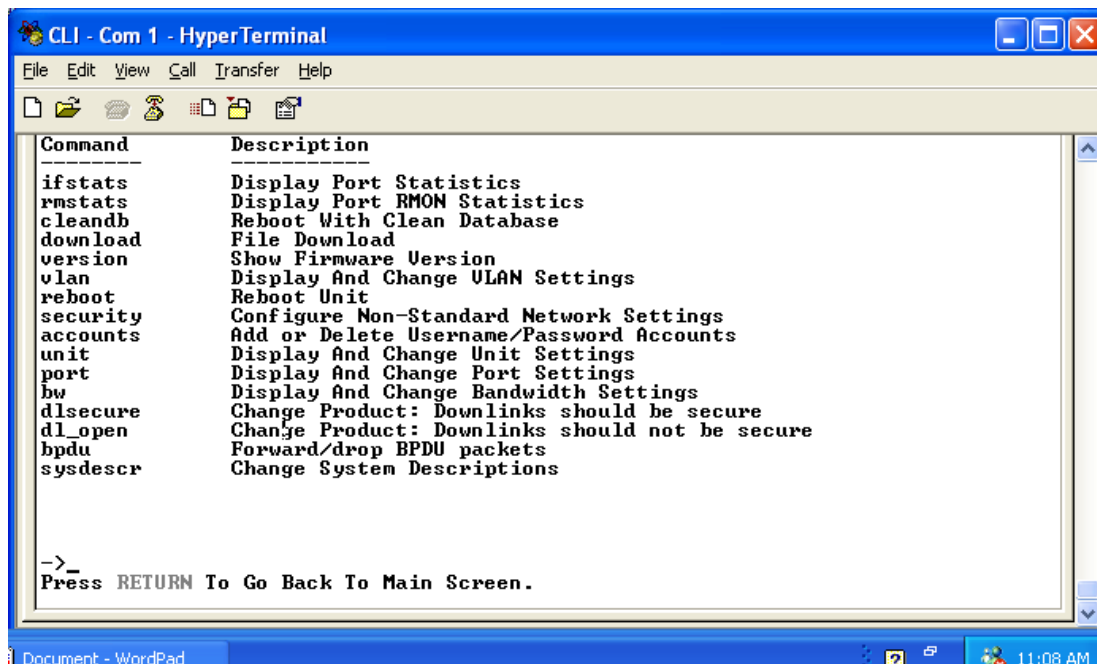 CLI - Com 1 - HyperTerminal
File Edit View Call Transfer Help
Command Description
-------- -----------
ifstats Display Port Statistics
rmstats Display Port RMON Statistics
cleandb Reboot With Clean Database
download File Download
version Show Firmware Version
vlan Display And Change VLAN Settings
reboot Reboot Unit
security Configure Non-Standard Network Settings
accounts Add or Delete Username/Password Accounts
unit Display And Change Unit Settings
port Display And Change Port Settings
bw Display And Change Bandwidth Settings
dlsecure Change Product: Downlinks should be secure
dl_open Change Product: Downlinks should not be secure
bpdu Forward/drop BPDU packets
sysdescr Change System Descriptions
->_
Press RETURN To Go Back To Main Screen.
Document - WordPad ? 11:08 AM